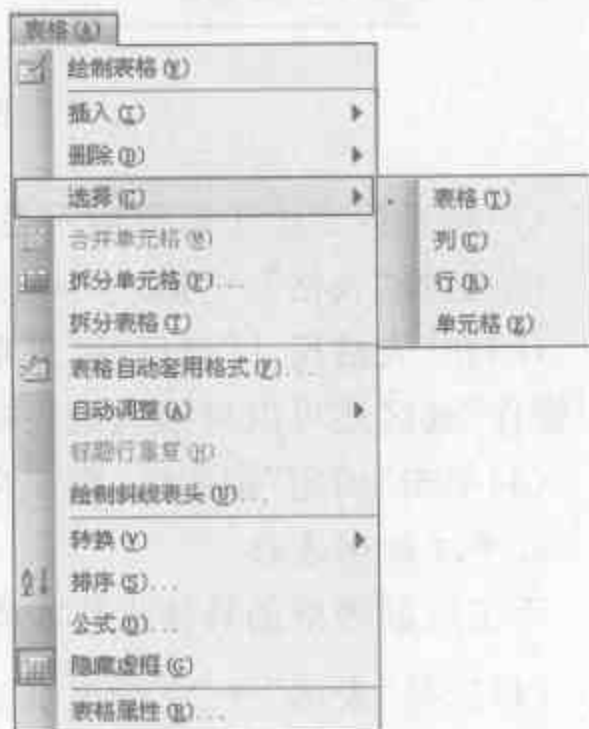 表格(A)
绘制表格(W)
插入(I)
删除(D)
选择(C)
表格(T)
列(C)
行(R)
单元格(E)
合并单元格(M)
拆分单元格(P)...
拆分表格(T)
表格自动套用格式(F)...
自动调整(A)
标题行重复(H)
绘制斜线表头(U)...
转换(V)
排序(S)...
公式(O)...
隐藏虚框(G)
表格属性(R)...